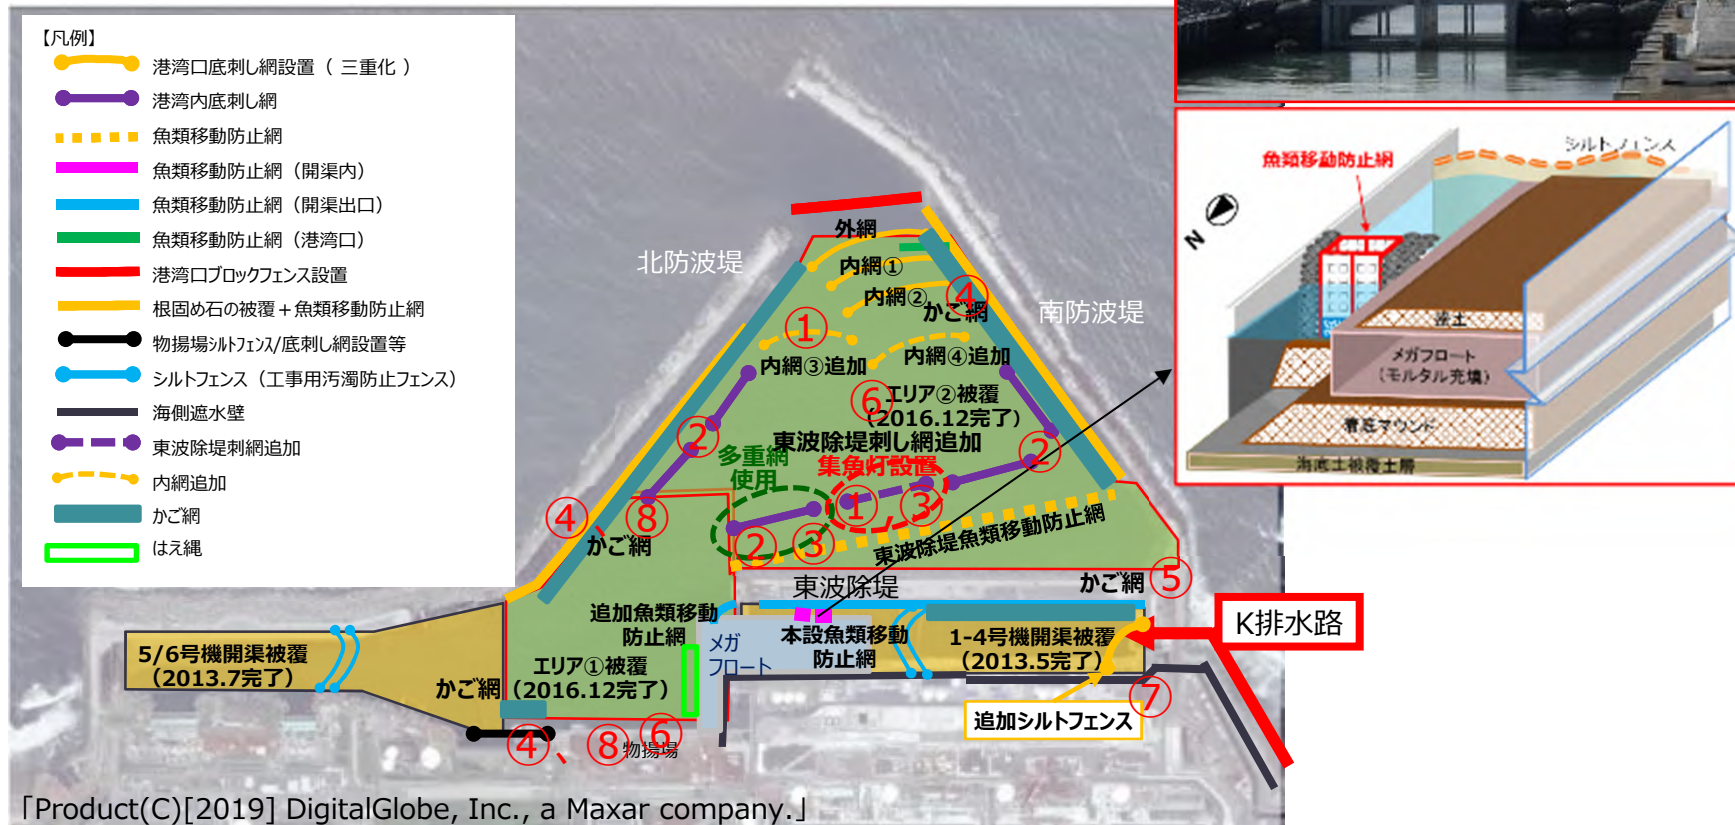 【凡例】
港湾口底刺し網設置（ 三重化 ）
港湾内底刺し網
魚類移動防止網
魚類移動防止網（開渠内）
魚類移動防止網（開渠出口）
魚類移動防止網（港湾口）
港湾口ブロックフェンス設置
根固め石の被覆＋魚類移動防止網
物揚場シルトフェンス/底刺し網設置等
シルトフェンス（工事用汚濁防止フェンス）
海側遮水壁
東波除堤刺網追加
内網追加
かご網
はえ縄
北防波堤
南防波堤
外網
内網①
内網②
④
かご網
①
内網③追加
内網④追加
⑥
エリア②被覆
（2016.12完了）
東波除堤刺し網追加
②
②
多重網
使用
集魚灯設置
①
③
④、
⑧
かご網
②
③
東波除堤魚類移動防止網
東波除堤
かご網
⑤
追加魚類移動
防止網
メガ
フロート
本設魚類移動
防止網
1-4号機開渠被覆
（2013.5完了）
K排水路
5/6号機開渠被覆
（2013.7完了）
エリア①被覆
（2016.12完了）
かご網
⑦
追加シルトフェンス
④、
⑧
⑥
物揚場
「Product(C)[2019] DigitalGlobe, Inc., a Maxar company.」
シルトフェンス
魚類移動防止網
N
メガフロート
（モルタル充填）
着底マウンド
海底土被覆土層